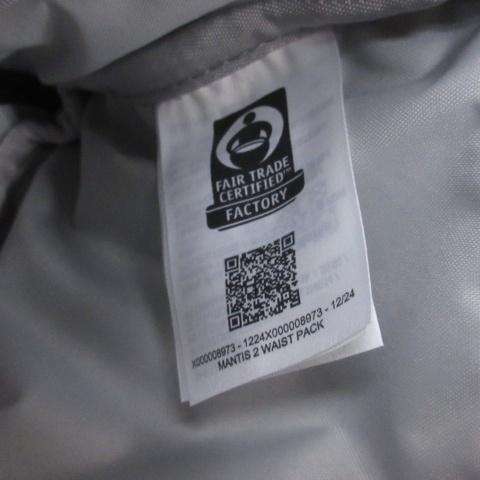 FAIR TRADE
CERTIFIED™
FACTORY
X000008973 - 1224X000008973 - 12/24
MANTIS 2 WAIST PACK